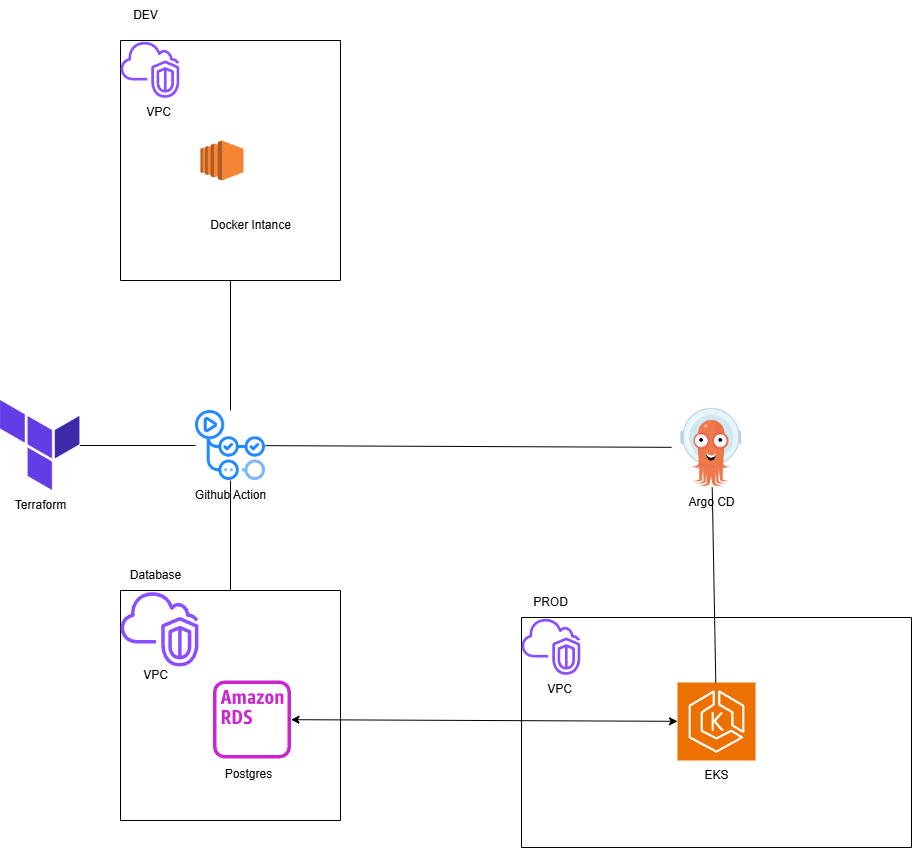 DEV
VPC
Docker Intance
Terraform
Github Action
Argo CD
Database
VPC
Amazon
RDS
Postgres
PROD
VPC
K
EKS